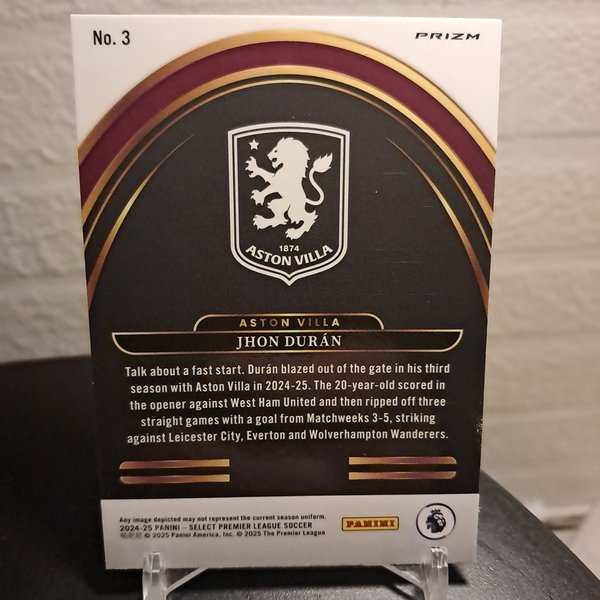 No. 3
PRIZM
1874
ASTON VILLA
ASTON VILLA
JHON DURÁN
Talk about a fast start. Durán blazed out of the gate in his third
season with Aston Villa in 2024-25. The 20-year-old scored in
the opener against West Ham United and then ripped off three
straight games with a goal from Matchweeks 3-5, striking
against Leicester City, Everton and Wolverhampton Wanderers.
Any image depicted may not represent the current season uniform.
2024-25 PANINI - SELECT PREMIER LEAGUE SOCCER
© 2025 Panini America, Inc. © 2025 The Premier League
PANINI